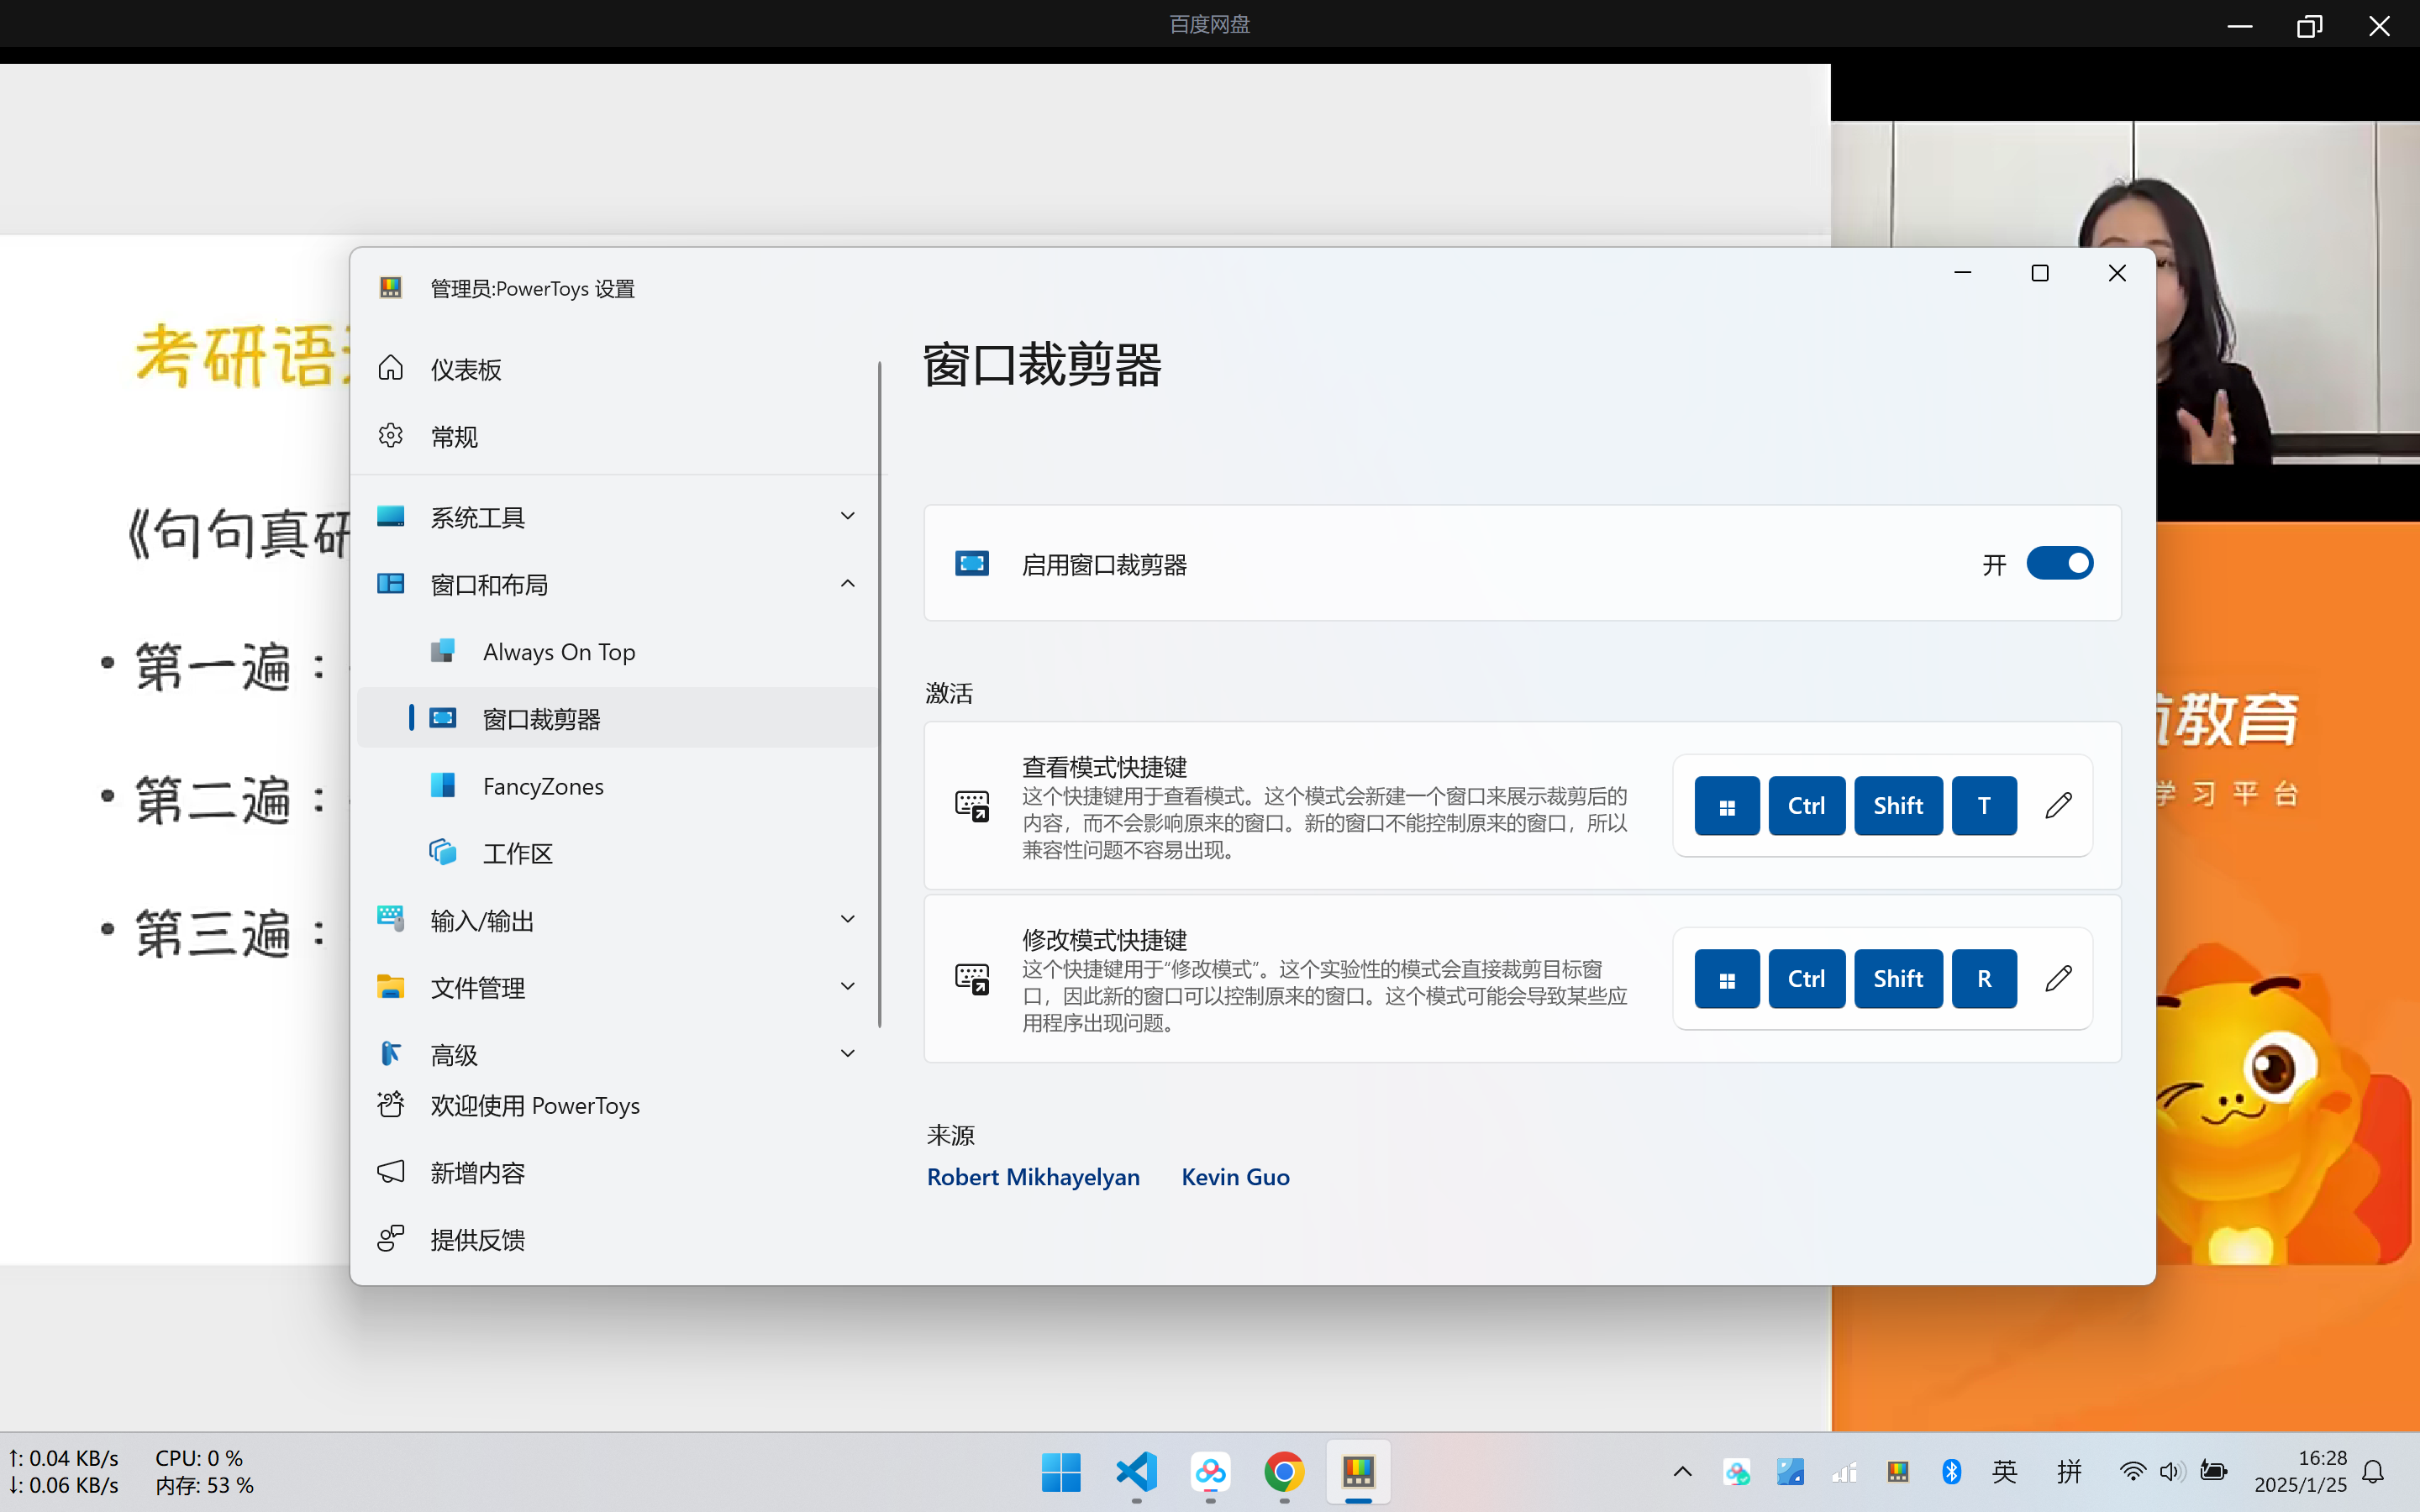 百度网盘
考研语
《句句真研
• 第一遍：
• 第二遍：
• 第三遍：
管理员:PowerToys 设置
仪表板
常规
系统工具
窗口和布局
Always On Top
窗口裁剪器
FancyZones
工作区
输入/输出
文件管理
高级
欢迎使用 PowerToys
新增内容
提供反馈
窗口裁剪器
启用窗口裁剪器
开
激活
查看模式快捷键
这个快捷键用于查看模式。这个模式会新建一个窗口来展示裁剪后的
内容，而不会影响原来的窗口。新的窗口不能控制原来的窗口，所以
兼容性问题不容易出现。
Ctrl Shift T
修改模式快捷键
这个快捷键用于“修改模式”。这个实验性的模式会直接裁剪目标窗
口，因此新的窗口可以控制原来的窗口。这个模式可能会导致某些应
用程序出现问题。
Ctrl Shift R
来源
Robert Mikhayelyan Kevin Guo
教育
学习平台
↑: 0.04 KB/s CPU: 0 %
↓: 0.06 KB/s 内存: 53 %
英 拼
16:28
2025/1/25